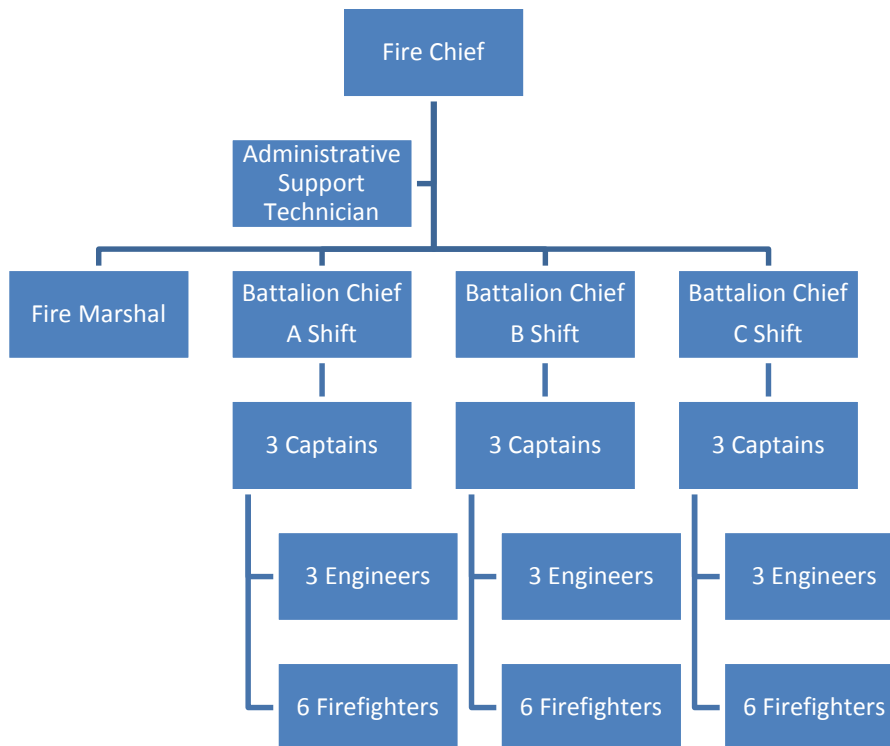 Fire Chief
Administrative
Support
Technician
Fire Marshal
Battalion Chief
A Shift
Battalion Chief
B Shift
Battalion Chief
C Shift
3 Captains
3 Captains
3 Captains
3 Engineers
3 Engineers
3 Engineers
6 Firefighters
6 Firefighters
6 Firefighters